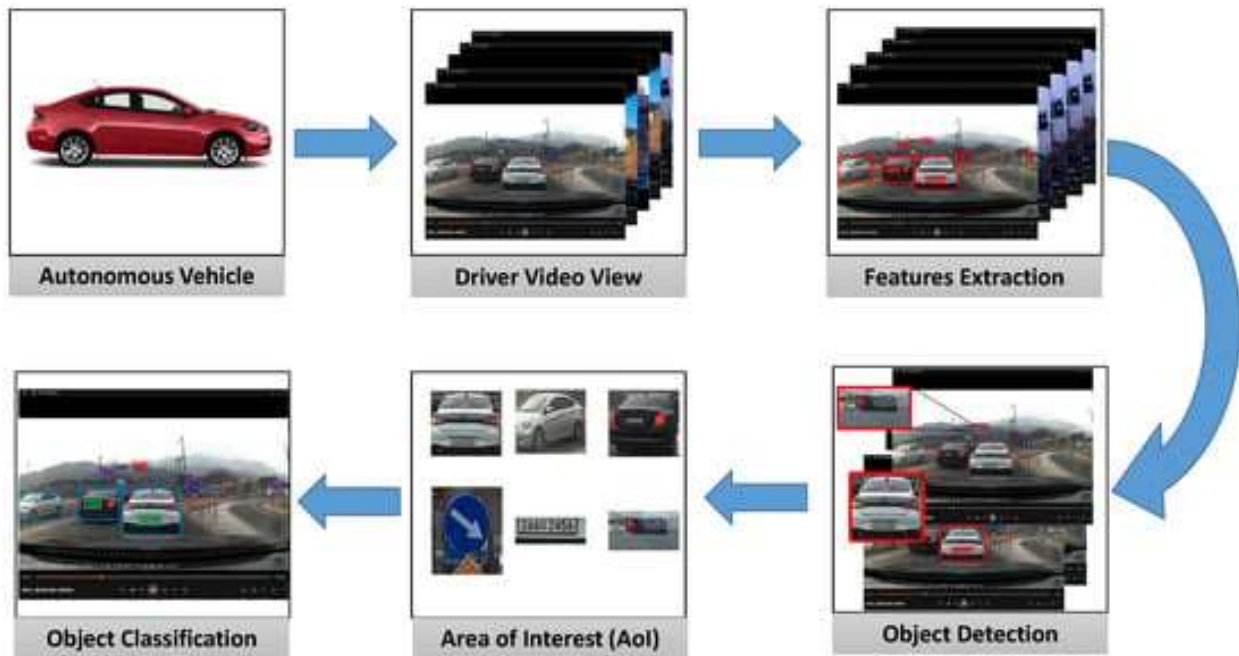 Autonomous Vehicle
Driver Video View
Features Extraction
Object Classification
Area of Interest (AoI)
Object Detection